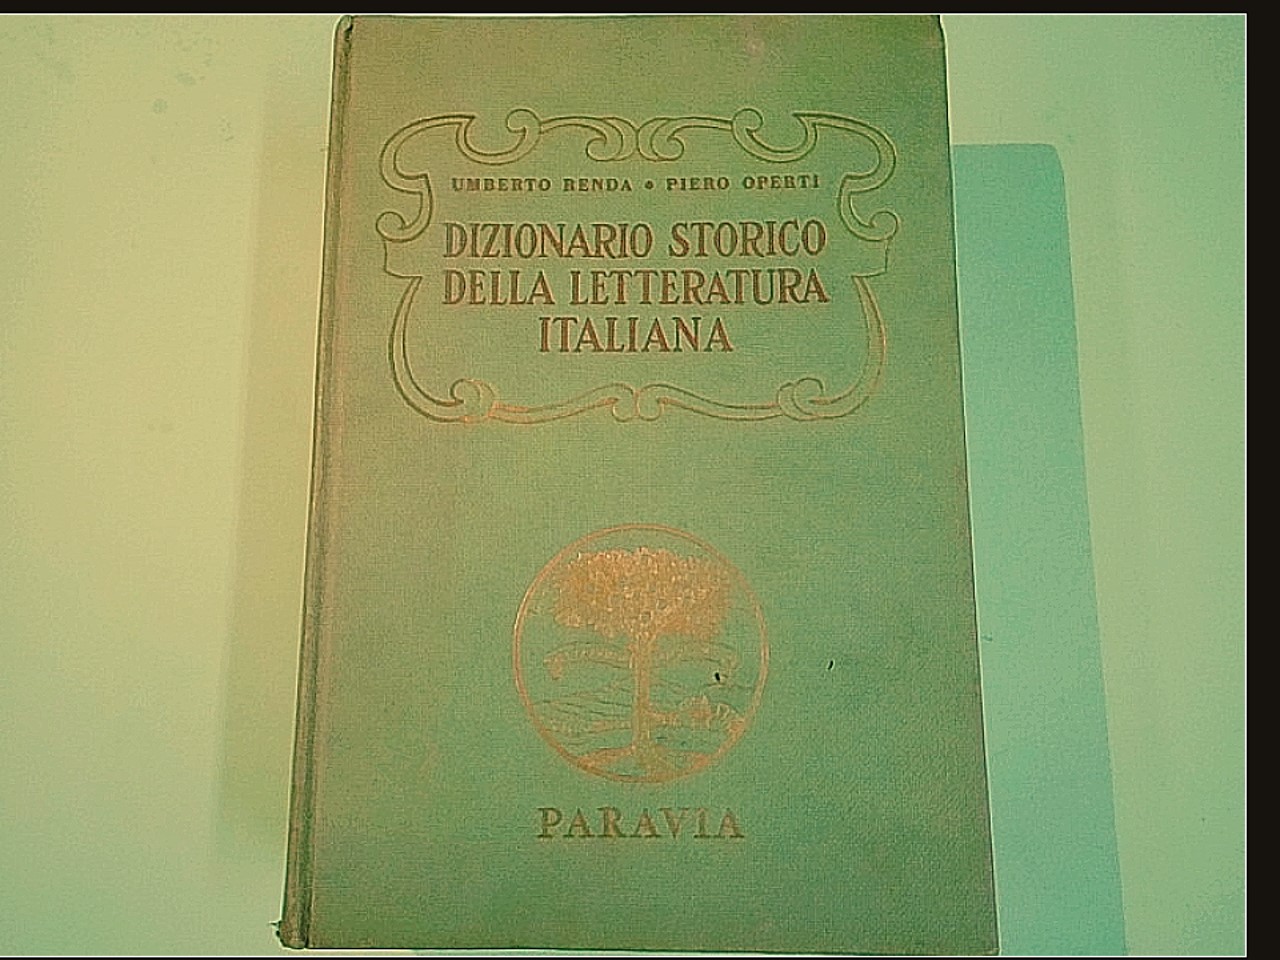 UMBERTO RENDA • PIERO OPERTI
DIZIONARIO STORICO
DELLA LETTERATURA
ITALIANA
PARAVIA